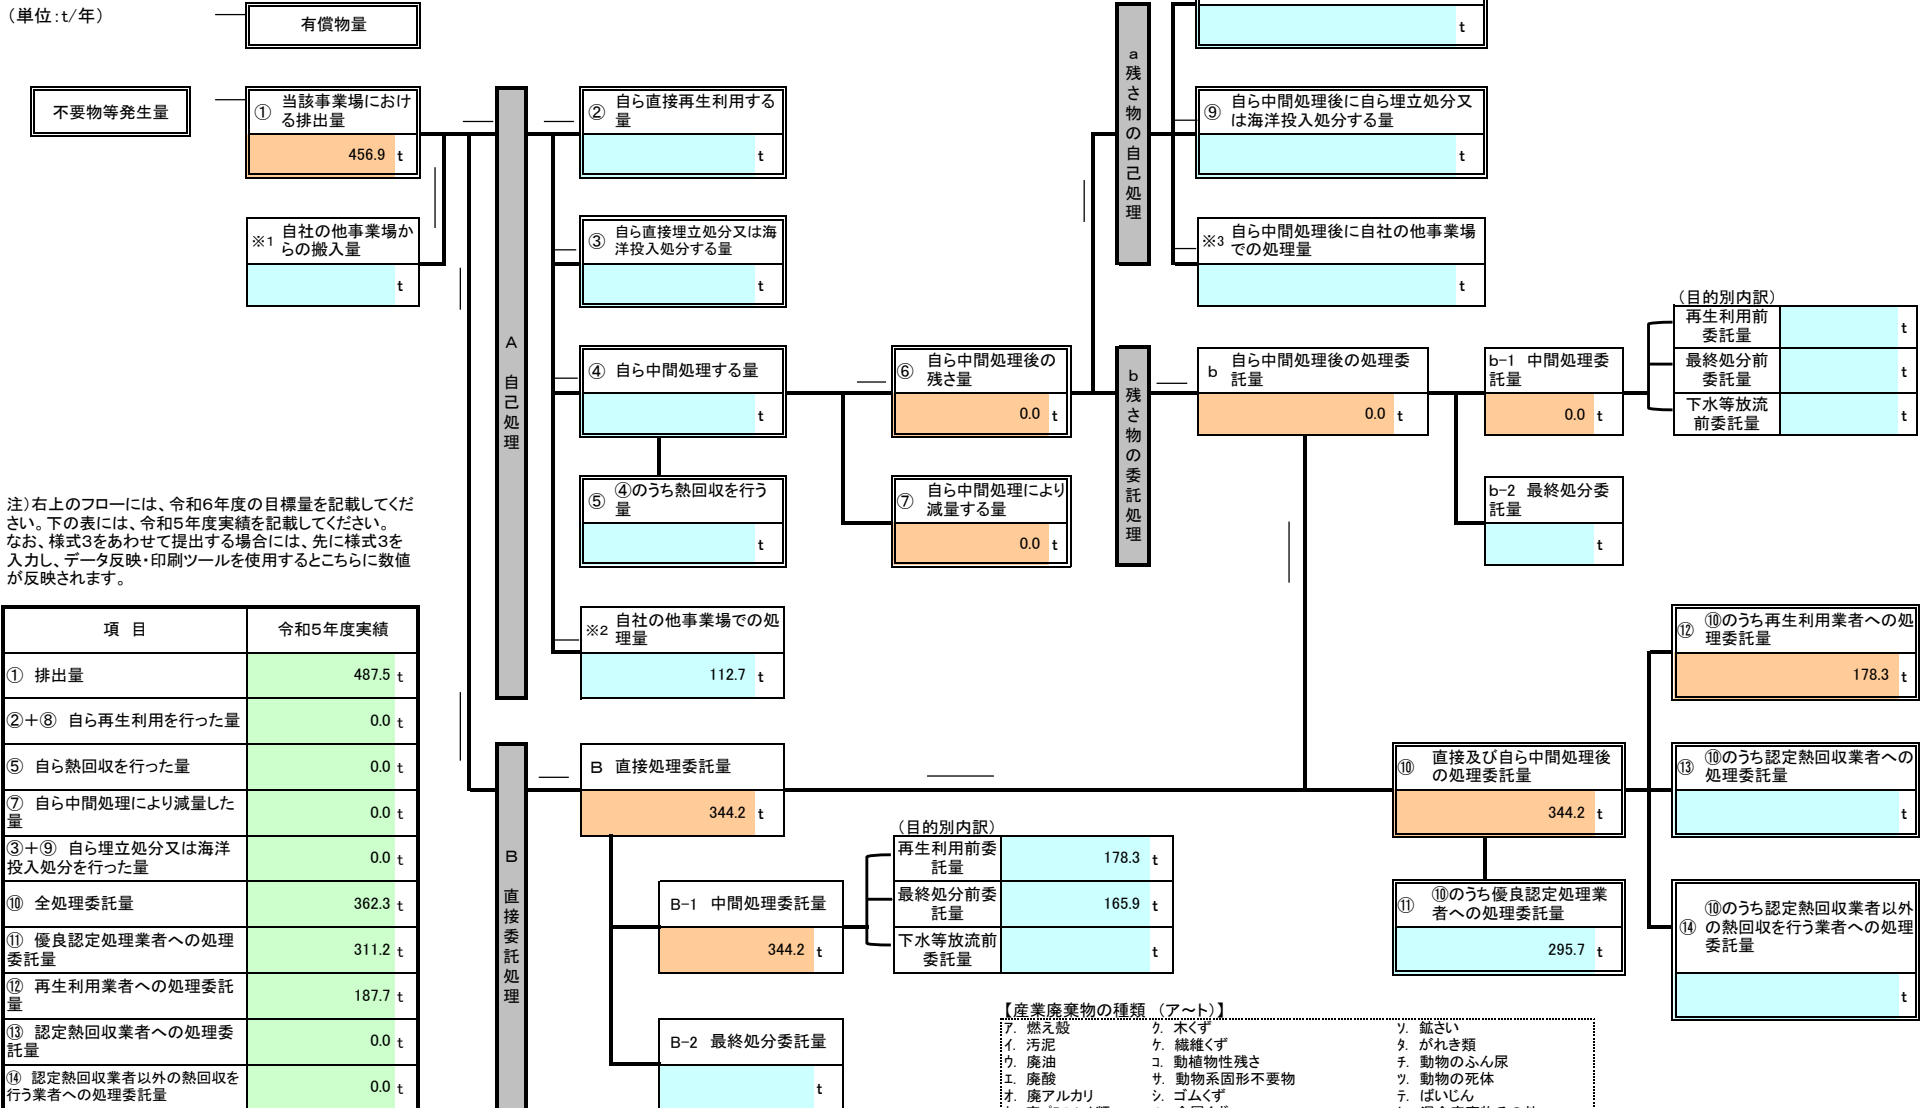 （単位：t/年）
有償物量
不要物等発生量
① 当該事業場におけ
る排出量
456.9 t
※1 自社の他事業場か
らの搬入量
t
A 自己処理
② 自ら直接再生利用する
量
t
③ 自ら直接埋立処分又は海
洋投入処分する量
t
④ 自ら中間処理する量
t
⑤ ④のうち熱回収を行う
量
t
※2 自社の他事業場での処
理量
112.7 t
⑥ 自ら中間処理後の
残さ量
0.0 t
⑦ 自ら中間処理により
減量する量
0.0 t
a 残さ物の自己処理
t
⑨ 自ら中間処理後に自ら埋立処分又
は海洋投入処分する量
t
※3 自ら中間処理後に自社の他事業場
での処理量
t
b 残さ物の委託処理
b 自ら中間処理後の処理委
託量
0.0 t
b-1 中間処理委
託量
0.0 t
（目的別内訳）
再生利用前
委託量
t
最終処分前
委託量
t
下水等放流
前委託量
t
b-2 最終処分委
託量
t
注）右上のフローには、令和6年度の目標量を記載してくだ
さい。下の表には、令和5年度実績を記載してください。
なお、様式3をあわせて提出する場合には、先に様式3を
入力し、データ反映・印刷ツールを使用するとこちらに数値
が反映されます。
項 目 令和5年度実績
① 排出量 487.5 t
②＋⑧ 自ら再生利用を行った量 0.0 t
⑤ 自ら熱回収を行った量 0.0 t
⑦ 自ら中間処理により減量した
量 0.0 t
③＋⑨ 自ら埋立処分又は海洋
投入処分を行った量 0.0 t
⑩ 全処理委託量 362.3 t
⑪ 優良認定処理業者への処理
委託量 311.2 t
⑫ 再生利用業者への処理委託
量 187.7 t
⑬ 認定熱回収業者への処理委
託量 0.0 t
⑭ 認定熱回収業者以外の熱回収を
行う業者への処理委託量 0.0 t
B 直接委託処理
B 直接処理委託量
344.2 t
B-1 中間処理委託量
344.2 t
（目的別内訳）
再生利用前委
託量
178.3 t
最終処分前委
託量
165.9 t
下水等放流前
委託量
t
B-2 最終処分委託量
t
⑩ 直接及び自ら中間処理後
の処理委託量
344.2 t
⑪ ⑩のうち優良認定処理業
者への処理委託量
295.7 t
⑫ ⑩のうち再生利用業者への処
理委託量
178.3 t
⑬ ⑩のうち認定熱回収業者への
処理委託量
t
⑭ ⑩のうち認定熱回収業者以外
の熱回収を行う業者への処理
委託量
t
【産業廃棄物の種類 （ア～ト）】
ア. 燃え殻 ク. 木くず ソ. 鉱さい
イ. 汚泥 ケ. 繊維くず タ. がれき類
ウ. 廃油 コ. 動植物性残さ チ. 動物のふん尿
エ. 廃酸 サ. 動物系固形不要物 ツ. 動物の死体
オ. 廃アルカリ シ. ゴムくず テ. ばいじん